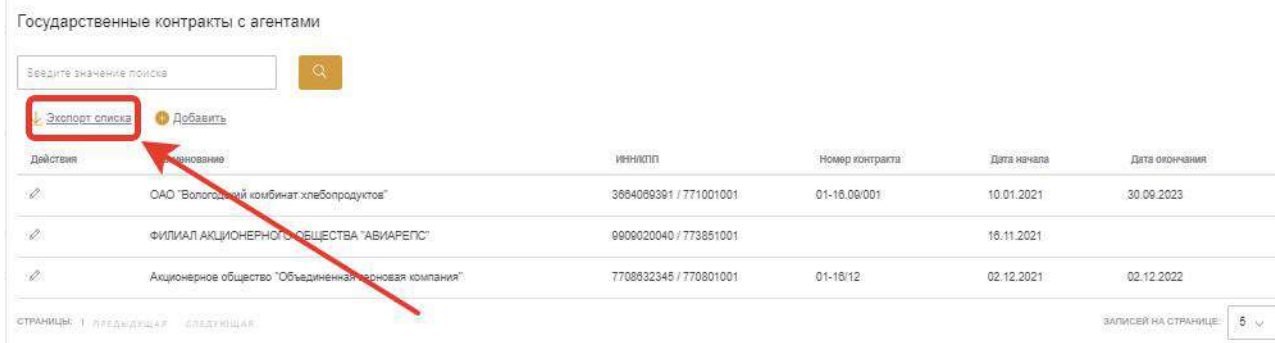 Государственные контракты с агентами
Введите значение поиска
Экспорт списка Добавить
Действия Наименование ИНН/КПП Номер контракта Дата начала Дата окончания
ОАО "Вологодский комбинат хлебопродуктов" 3664069391 / 771001001 01-16.09/001 10.01.2021 30.09.2023
ФИЛИАЛ АКЦИОНЕРНОГО ОБЩЕСТВА "АВИАРЕПС" 9909020040 / 773851001 16.11.2021
Акционерное общество "Объединенная зерновая компания" 7708632345 / 770801001 01-16/12 02.12.2021 02.12.2022
СТРАНИЦЫ: 1 ПРЕДЫДУЩАЯ СЛЕДУЮЩАЯ ЗАПИСЕЙ НА СТРАНИЦЕ: 5